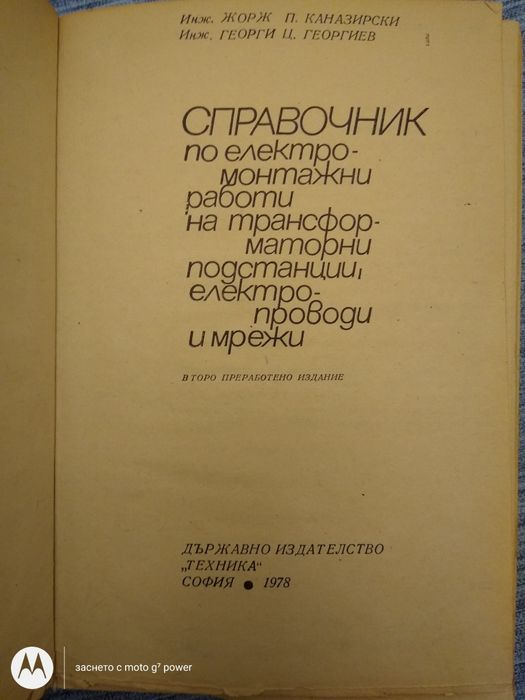 Инж. ЖОРЖ П. КАНАЗИРСКИ
Инж. ГЕОРГИ Ц. ГЕОРГИЕВ
СПРАВОЧНИК
по електро-
монтажни
работи
на трансфор-
маторни
подстанции,
електро-
проводи
и мрежи
ВТОРО ПРЕРАБОТЕНО ИЗДАНИЕ
ДЪРЖАВНО ИЗДАТЕЛСТВО
„ТЕХНИКА“
СОФИЯ ● 1978
заснето с moto g⁷ power